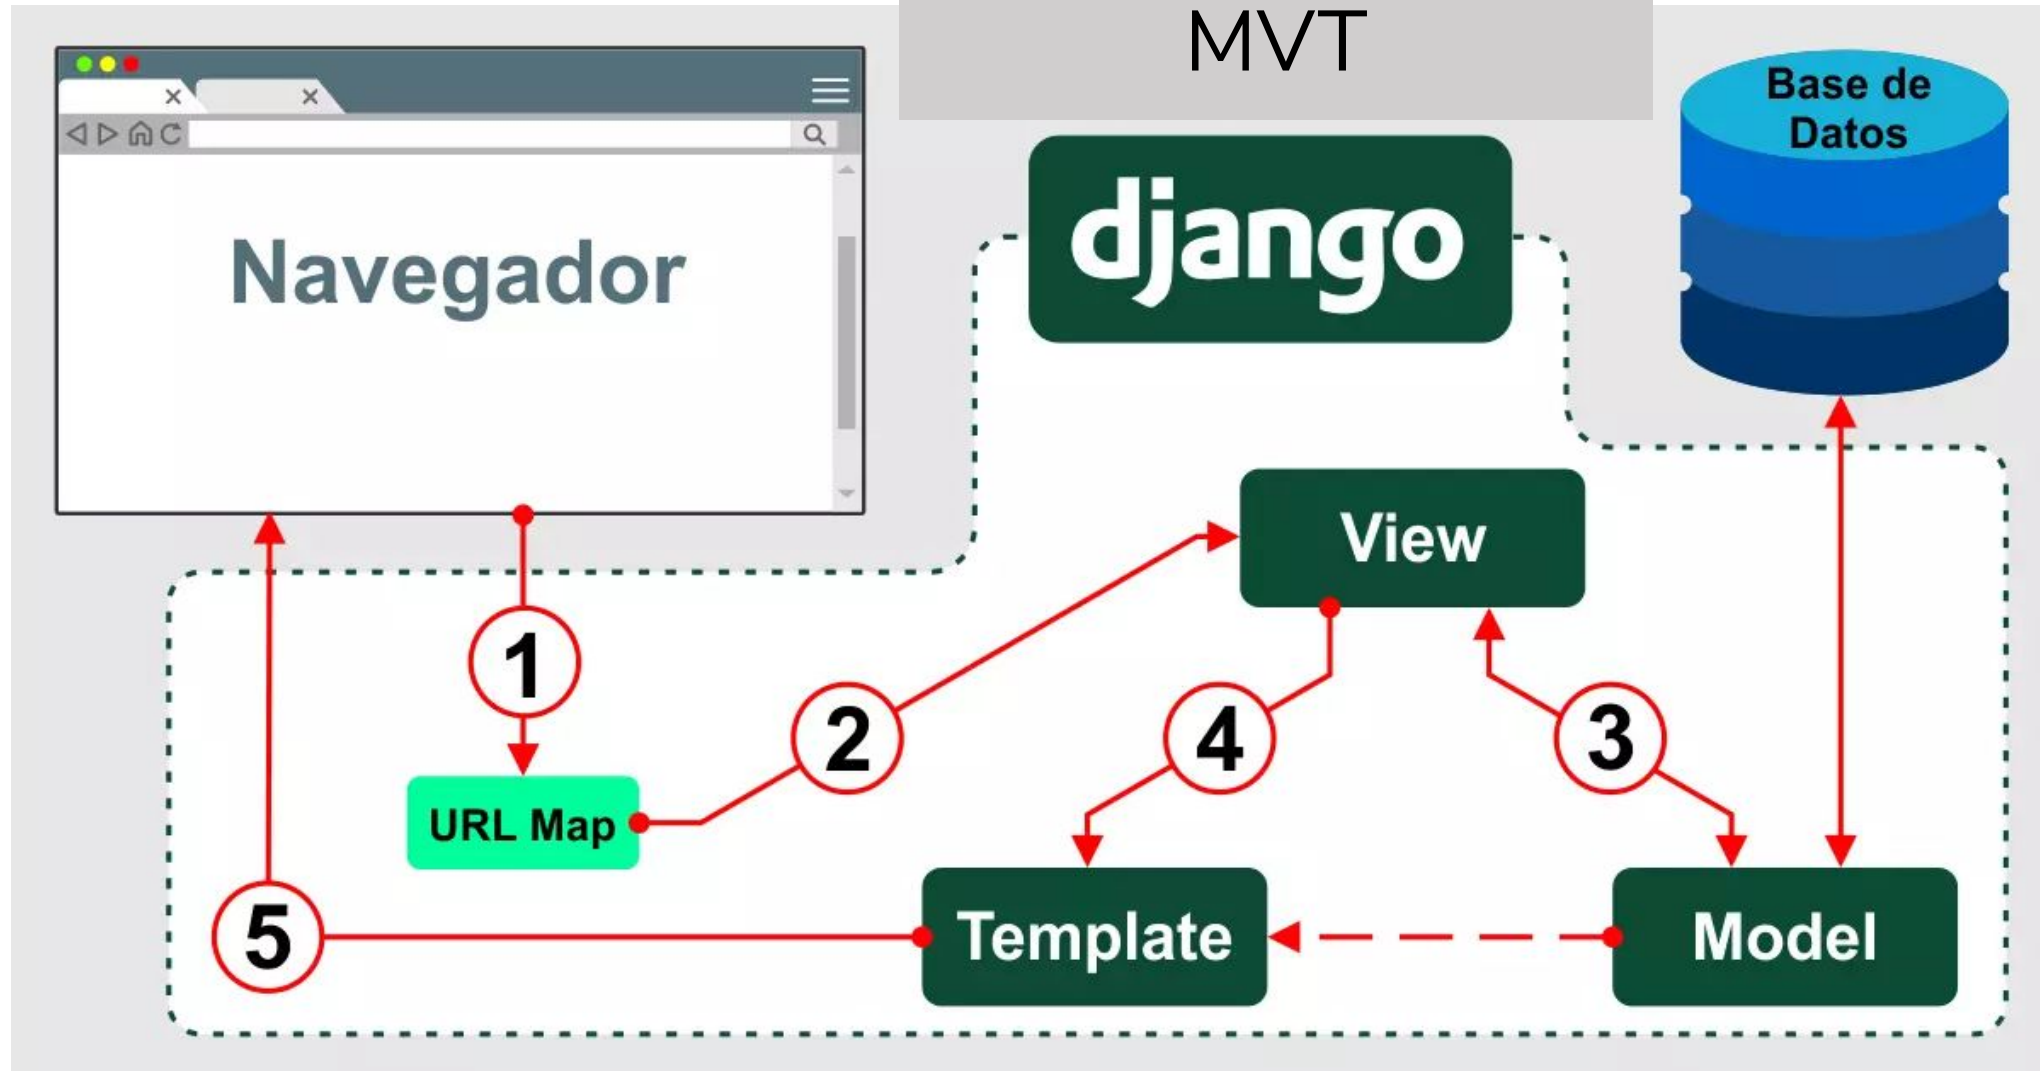 MVT
Base de
Datos
django
Navegador
View
1
2
4
3
URL Map
5
Template
Model